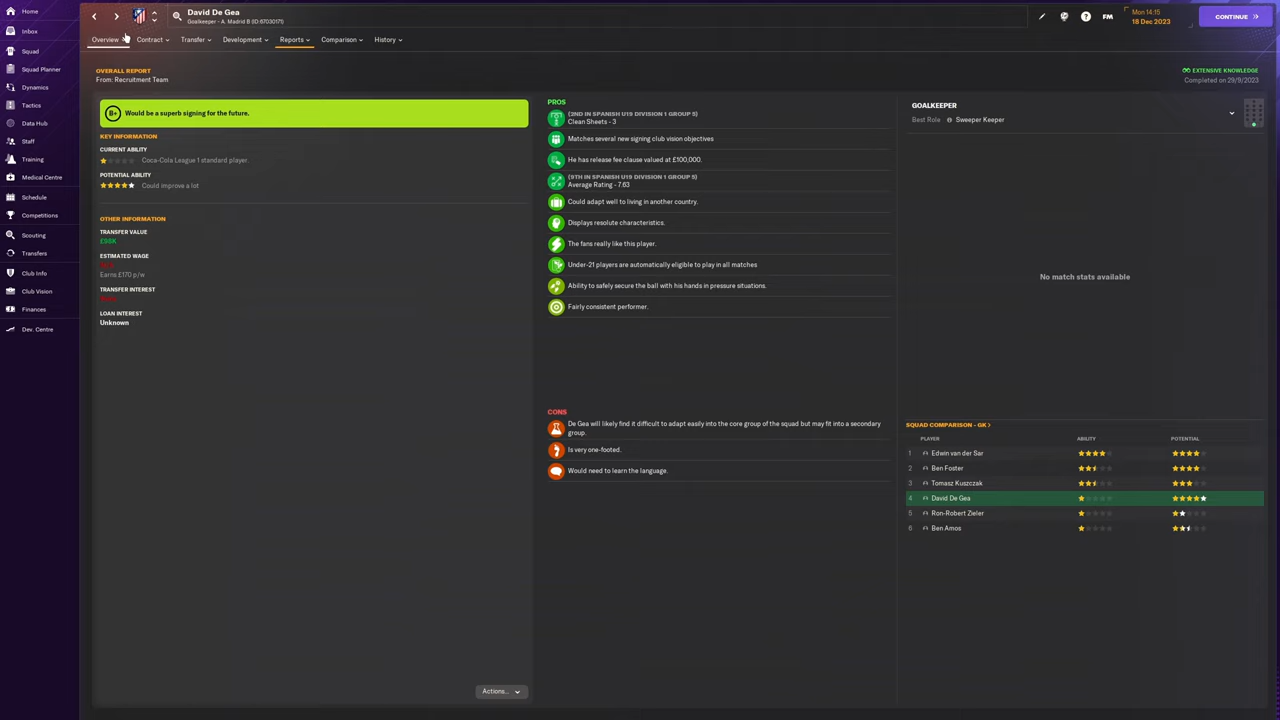 David De Gea
Goalkeeper - A. Madrid B (ID:67030171)
Mon 14:15
18 Dec 2023
FM
CONTINUE
Home
Inbox
Squad
Squad Planner
Dynamics
Tactics
Data Hub
Staff
Training
Medical Centre
Schedule
Competitions
Scouting
Transfers
Club Info
Club Vision
Finances
Dev. Centre
Overview
Contract
Transfer
Development
Reports
Comparison
History
OVERALL REPORT
From: Recruitment Team
EXTENSIVE KNOWLEDGE
Completed on 29/9/2023
Would be a superb signing for the future.
KEY INFORMATION
CURRENT ABILITY
Coca-Cola League 1 standard player.
POTENTIAL ABILITY
Could improve a lot
OTHER INFORMATION
TRANSFER VALUE
ESTIMATED WAGE
Earns £170 p/w
TRANSFER INTEREST
LOAN INTEREST
Unknown
Actions...
PROS
(2ND IN SPANISH U19 DIVISION 1 GROUP 5)
Clean Sheets - 3
Matches several new signing club vision objectives
He has release fee clause valued at £100,000.
(9TH IN SPANISH U19 DIVISION 1 GROUP 5)
Average Rating - 7.63
Could adapt well to living in another country.
Displays resolute characteristics.
The fans really like this player.
Under-21 players are automatically eligible to play in all matches
Ability to safely secure the ball with his hands in pressure situations.
Fairly consistent performer.
CONS
De Gea will likely find it difficult to adapt easily into the core group of the squad but may fit into a secondary
group.
Is very one-footed.
Would need to learn the language.
GOALKEEPER
Best Role Sweeper Keeper
No match stats available
SQUAD COMPARISON - GK >
PLAYER ABILITY POTENTIAL
1 Edwin van der Sar
2 Ben Foster
3 Tomasz Kuszczak
4 David De Gea
5 Ron-Robert Zieler
6 Ben Amos